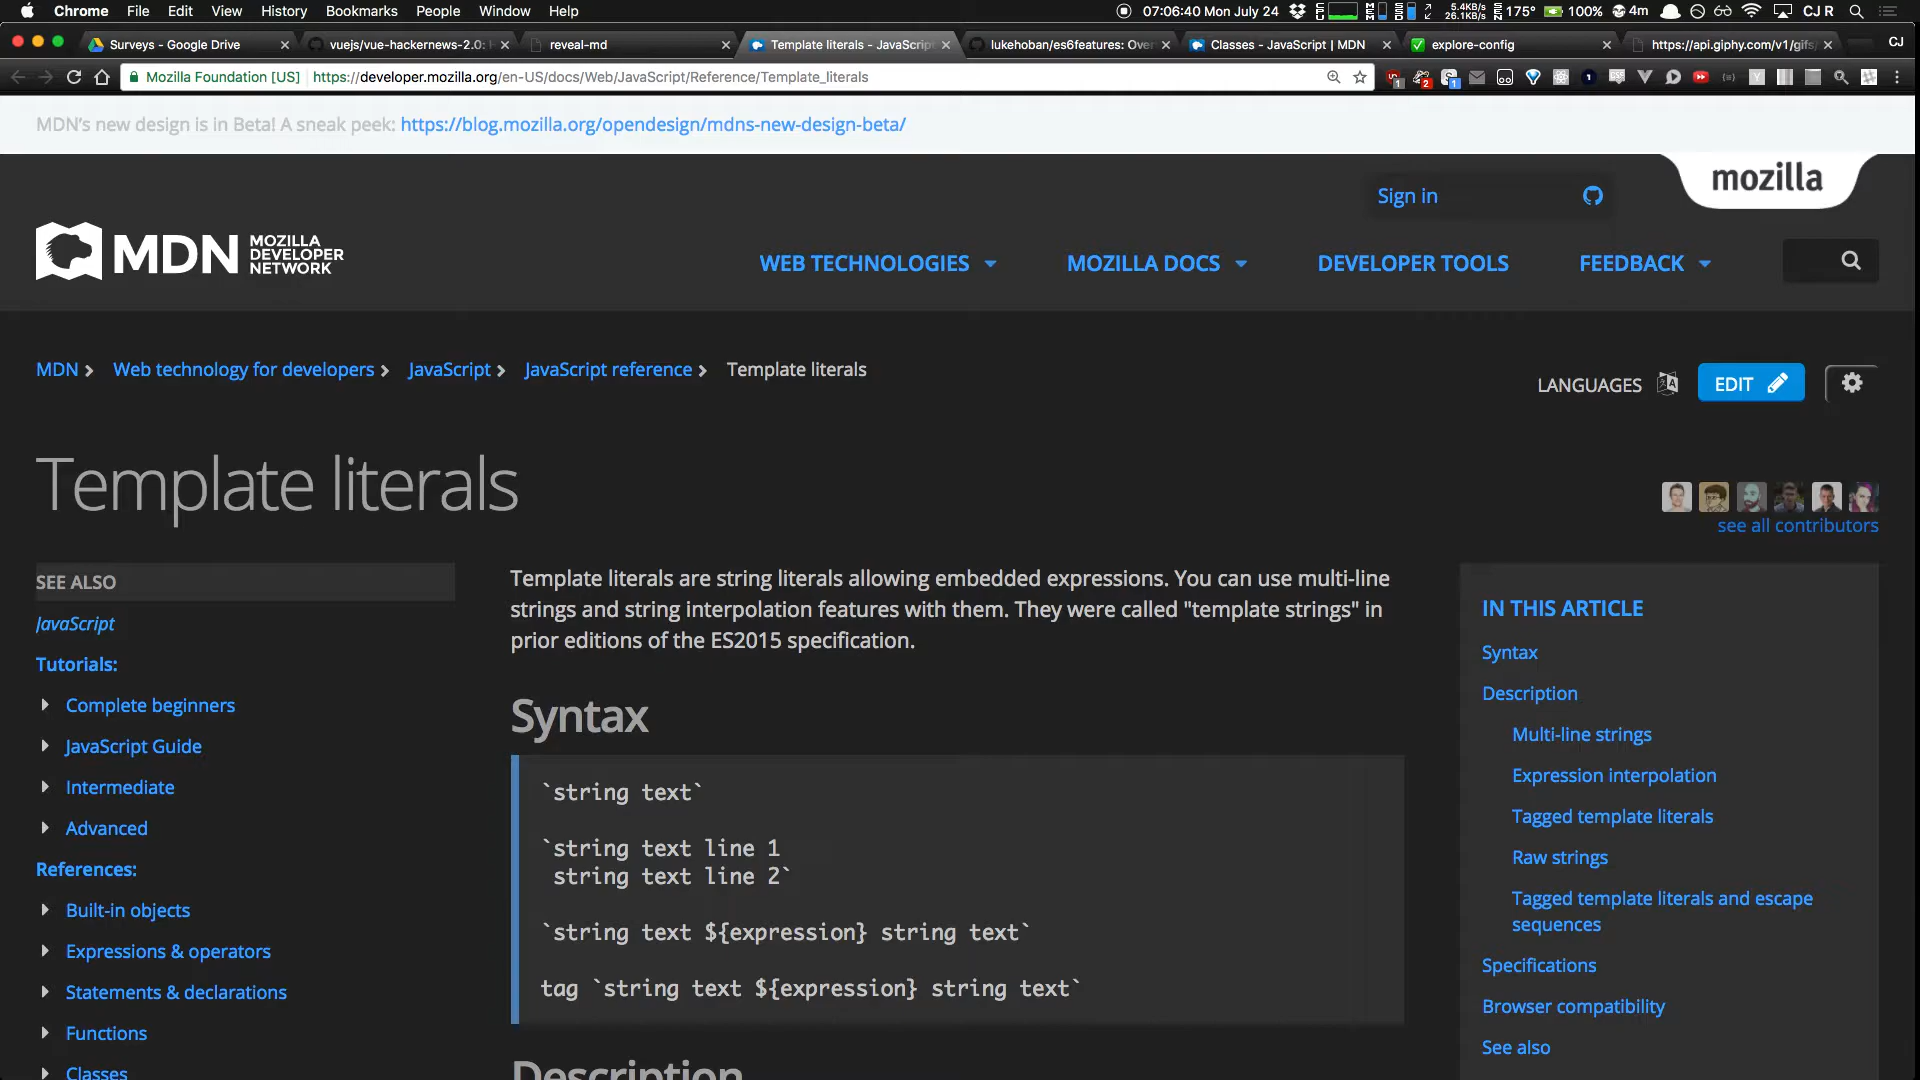 Chrome File Edit View History Bookmarks People Window Help
07:06:40 Mon July 24 5.4KB/s 26.1KB/s 175° 100% 4m CJ R
Surveys - Google Drive
vuejs/vue-hackernews-2.0:
reveal-md
Template literals - JavaScript
lukehoban/es6features: Over
Classes - JavaScript | MDN
explore-config
https://api.giphy.com/v1/gifs
CJ
Mozilla Foundation [US] https://developer.mozilla.org/en-US/docs/Web/JavaScript/Reference/Template_literals
MDN's new design is in Beta! A sneak peek: https://blog.mozilla.org/opendesign/mdns-new-design-beta/
Sign in
mozilla
MDN MOZILLA DEVELOPER NETWORK
WEB TECHNOLOGIES MOZILLA DOCS DEVELOPER TOOLS FEEDBACK
MDN Web technology for developers JavaScript JavaScript reference Template literals
LANGUAGES EDIT
Template literals
see all contributors
SEE ALSO
JavaScript
Tutorials:
Complete beginners
JavaScript Guide
Intermediate
Advanced
References:
Built-in objects
Expressions & operators
Statements & declarations
Functions
Classes
Template literals are string literals allowing embedded expressions. You can use multi-line
strings and string interpolation features with them. They were called "template strings" in
prior editions of the ES2015 specification.
Syntax
`string text`
`string text line 1
string text line 2`
`string text ${expression} string text`
tag `string text ${expression} string text`
Description
IN THIS ARTICLE
Syntax
Description
Multi-line strings
Expression interpolation
Tagged template literals
Raw strings
Tagged template literals and escape
sequences
Specifications
Browser compatibility
See also